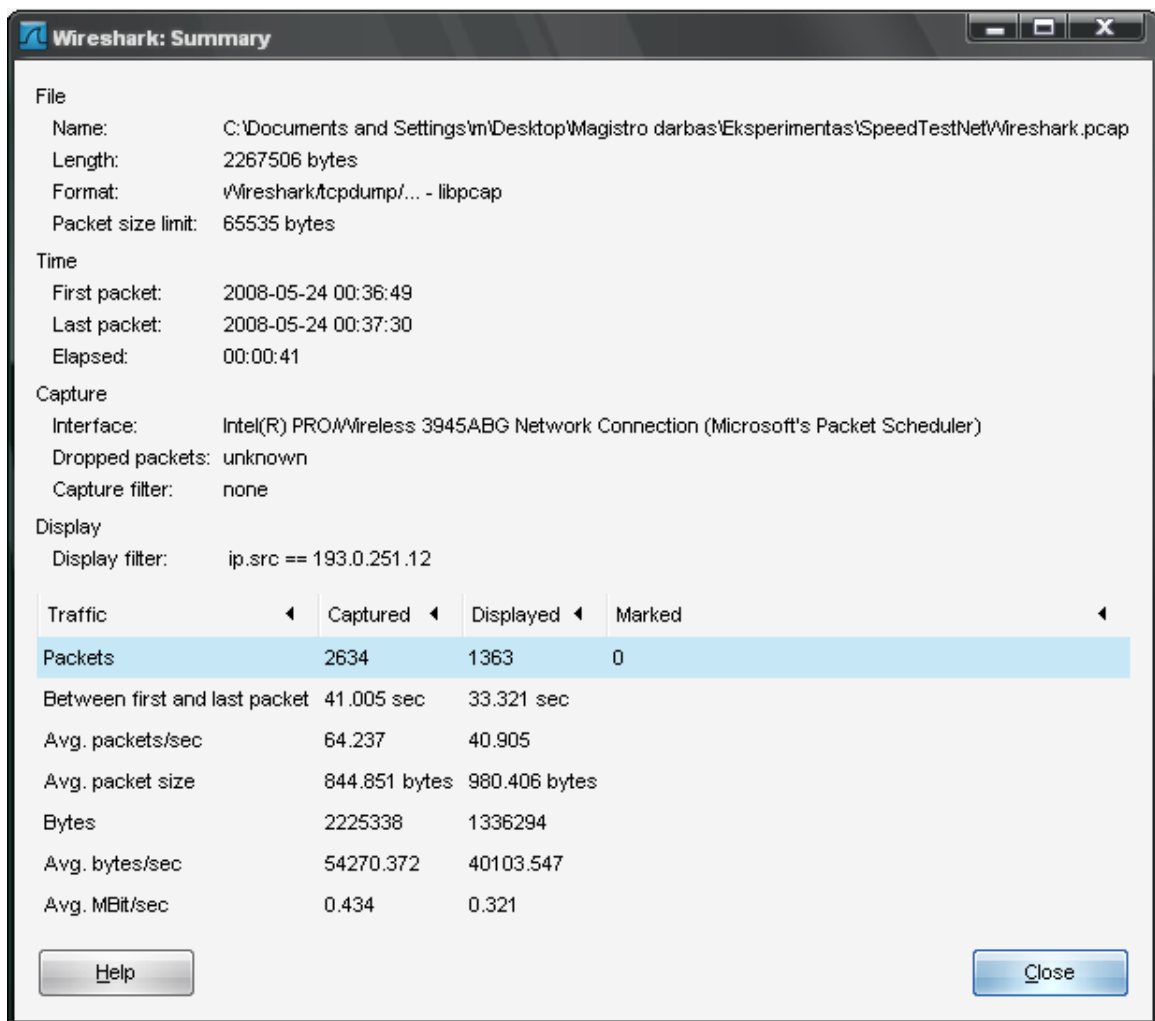 Wireshark: Summary
File
Name: C:\Documents and Settings\m\Desktop\Magistro darbas\Eksperimentas\SpeedTestNetWireshark.pcap
Length: 2267506 bytes
Format: Wireshark/tcpdump/... - libpcap
Packet size limit: 65535 bytes
Time
First packet: 2008-05-24 00:36:49
Last packet: 2008-05-24 00:37:30
Elapsed: 00:00:41
Capture
Interface: Intel(R) PRO/Wireless 3945ABG Network Connection (Microsoft's Packet Scheduler)
Dropped packets: unknown
Capture filter: none
Display
Display filter: ip.src == 193.0.251.12
Traffic Captured Displayed Marked
Packets 2634 1363 0
Between first and last packet 41.005 sec 33.321 sec
Avg. packets/sec 64.237 40.905
Avg. packet size 844.851 bytes 980.406 bytes
Bytes 2225338 1336294
Avg. bytes/sec 54270.372 40103.547
Avg. MBit/sec 0.434 0.321
Help Close